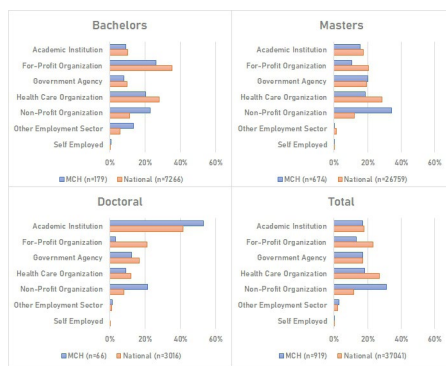 Bachelors
Academic Institution
For-Profit Organization
Government Agency
Health Care Organization
Non-Profit Organization
Other Employment Sector
Self Employed
0% 20% 40% 60%
MCH (n=179) National (n=7266)
Masters
Academic Institution
For-Profit Organization
Government Agency
Health Care Organization
Non-Profit Organization
Other Employment Sector
Self Employed
0% 20% 40% 60%
MCH (n=674) National (n=26759)
Doctoral
Academic Institution
For-Profit Organization
Government Agency
Health Care Organization
Non-Profit Organization
Other Employment Sector
Self Employed
0% 20% 40% 60%
MCH (n=66) National (n=3016)
Total
Academic Institution
For-Profit Organization
Government Agency
Health Care Organization
Non-Profit Organization
Other Employment Sector
Self Employed
0% 20% 40% 60%
MCH (n=919) National (n=37041)